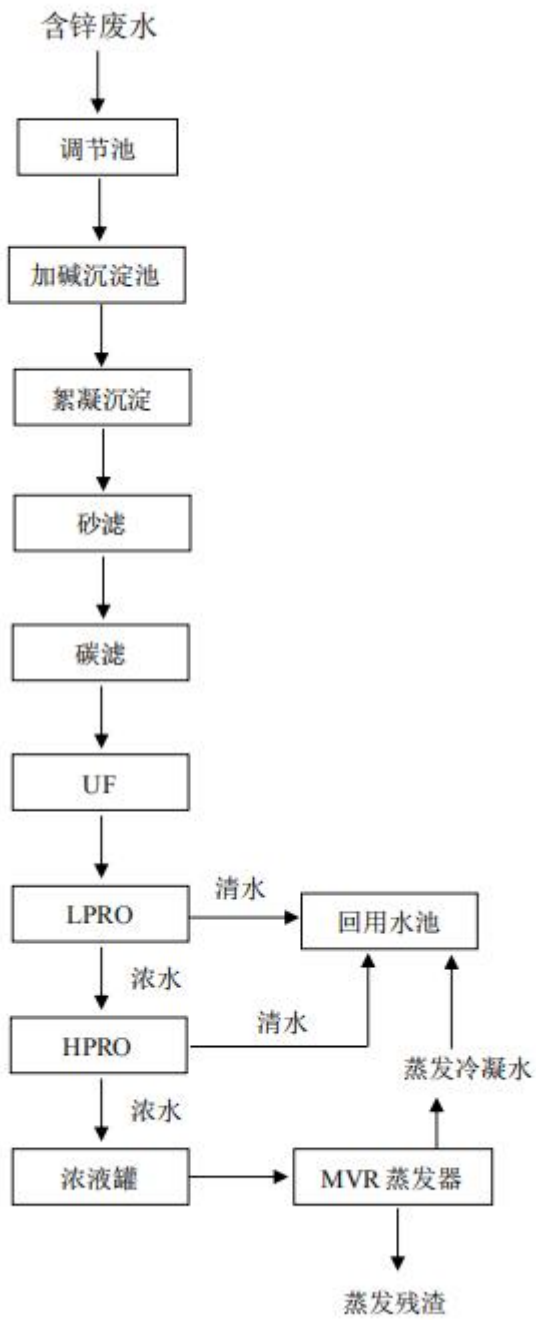 含锌废水
调节池
加碱沉淀池
絮凝沉淀
砂滤
碳滤
UF
LPRO
清水
回用水池
浓水
HPRO
清水
蒸发冷凝水
浓水
浓液罐
MVR 蒸发器
蒸发残渣